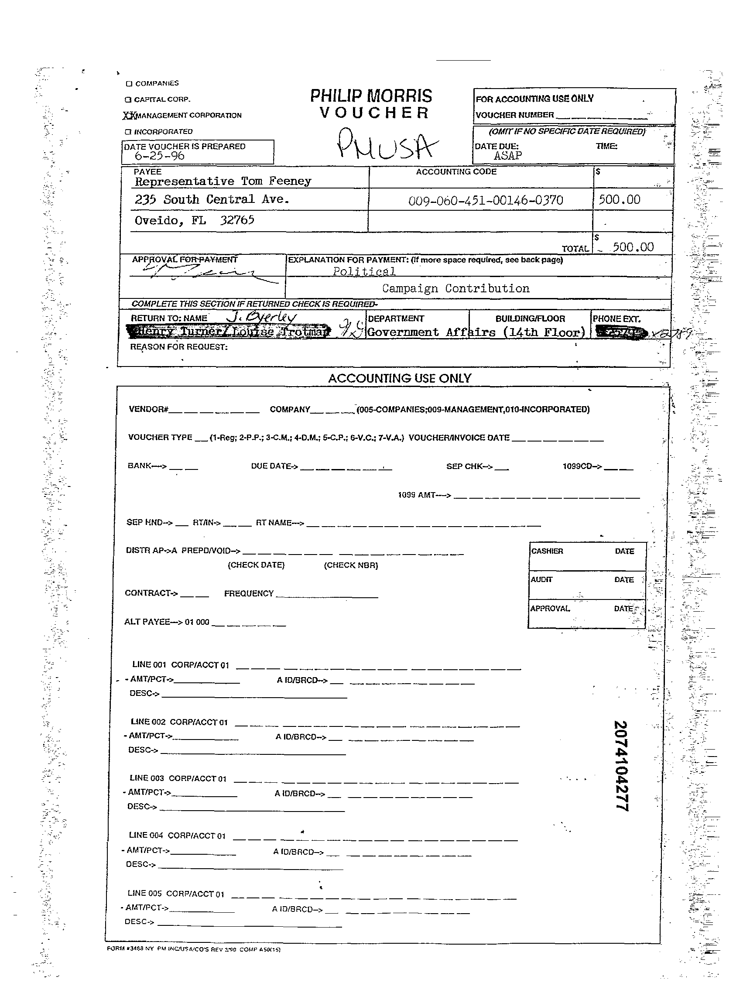 ☐ COMPANIES
☐ CAPITAL CORP.
XXMANAGEMENT CORPORATION
☐ INCORPORATED
PHILIP MORRIS
VOUCHER
PMUSA
FOR ACCOUNTING USE ONLY
VOUCHER NUMBER
(OMIT IF NO SPECIFIC DATE REQUIRED)
DATE VOUCHER IS PREPARED
6-25-96
DATE DUE: TIME:
ASAP
PAYEE ACCOUNTING CODE $
Representative Tom Feeney
235 South Central Ave. 009-060-451-00146-0370 500.00
Oveido, FL 32765
TOTAL $ 500.00
APPROVAL FOR PAYMENT EXPLANATION FOR PAYMENT: (If more space required, see back page)
Political
Campaign Contribution
COMPLETE THIS SECTION IF RETURNED CHECK IS REQUIRED-
RETURN TO: NAME J. Byerley DEPARTMENT BUILDING/FLOOR PHONE EXT.
Henry Turner/Louise Trotman Government Affairs (14th Floor) x2789
REASON FOR REQUEST:
ACCOUNTING USE ONLY
VENDOR# COMPANY (005-COMPANIES;009-MANAGEMENT,010-INCORPORATED)
VOUCHER TYPE (1-Reg; 2-P.P.; 3-C.M.; 4-D.M.; 5-C.P.; 6-V.C.; 7-V.A.) VOUCHER/INVOICE DATE
BANK---> DUE DATE-> SEP CHK--> 1099CD-->
1099 AMT--->
SEP HND--> RT/IN-> RT NAME--->
DISTR AP->A PREPD/VOID-->
(CHECK DATE) (CHECK NBR)
CASHIER DATE
AUDIT DATE
CONTRACT-> FREQUENCY
APPROVAL DATE
ALT PAYEE---> 01 000
LINE 001 CORP/ACCT 01
- AMT/PCT-> A ID/BRCD-->
DESC->
LINE 002 CORP/ACCT 01
- AMT/PCT-> A ID/BRCD-->
DESC->
LINE 003 CORP/ACCT 01
- AMT/PCT-> A ID/BRCD-->
DESC->
LINE 004 CORP/ACCT 01
- AMT/PCT-> A ID/BRCD-->
DESC->
LINE 005 CORP/ACCT 01
- AMT/PCT-> A ID/BRCD-->
DESC->
2074104277
FORM #3468 NY PM INC/USA/CO'S REV 3/90 COMP A50(15)